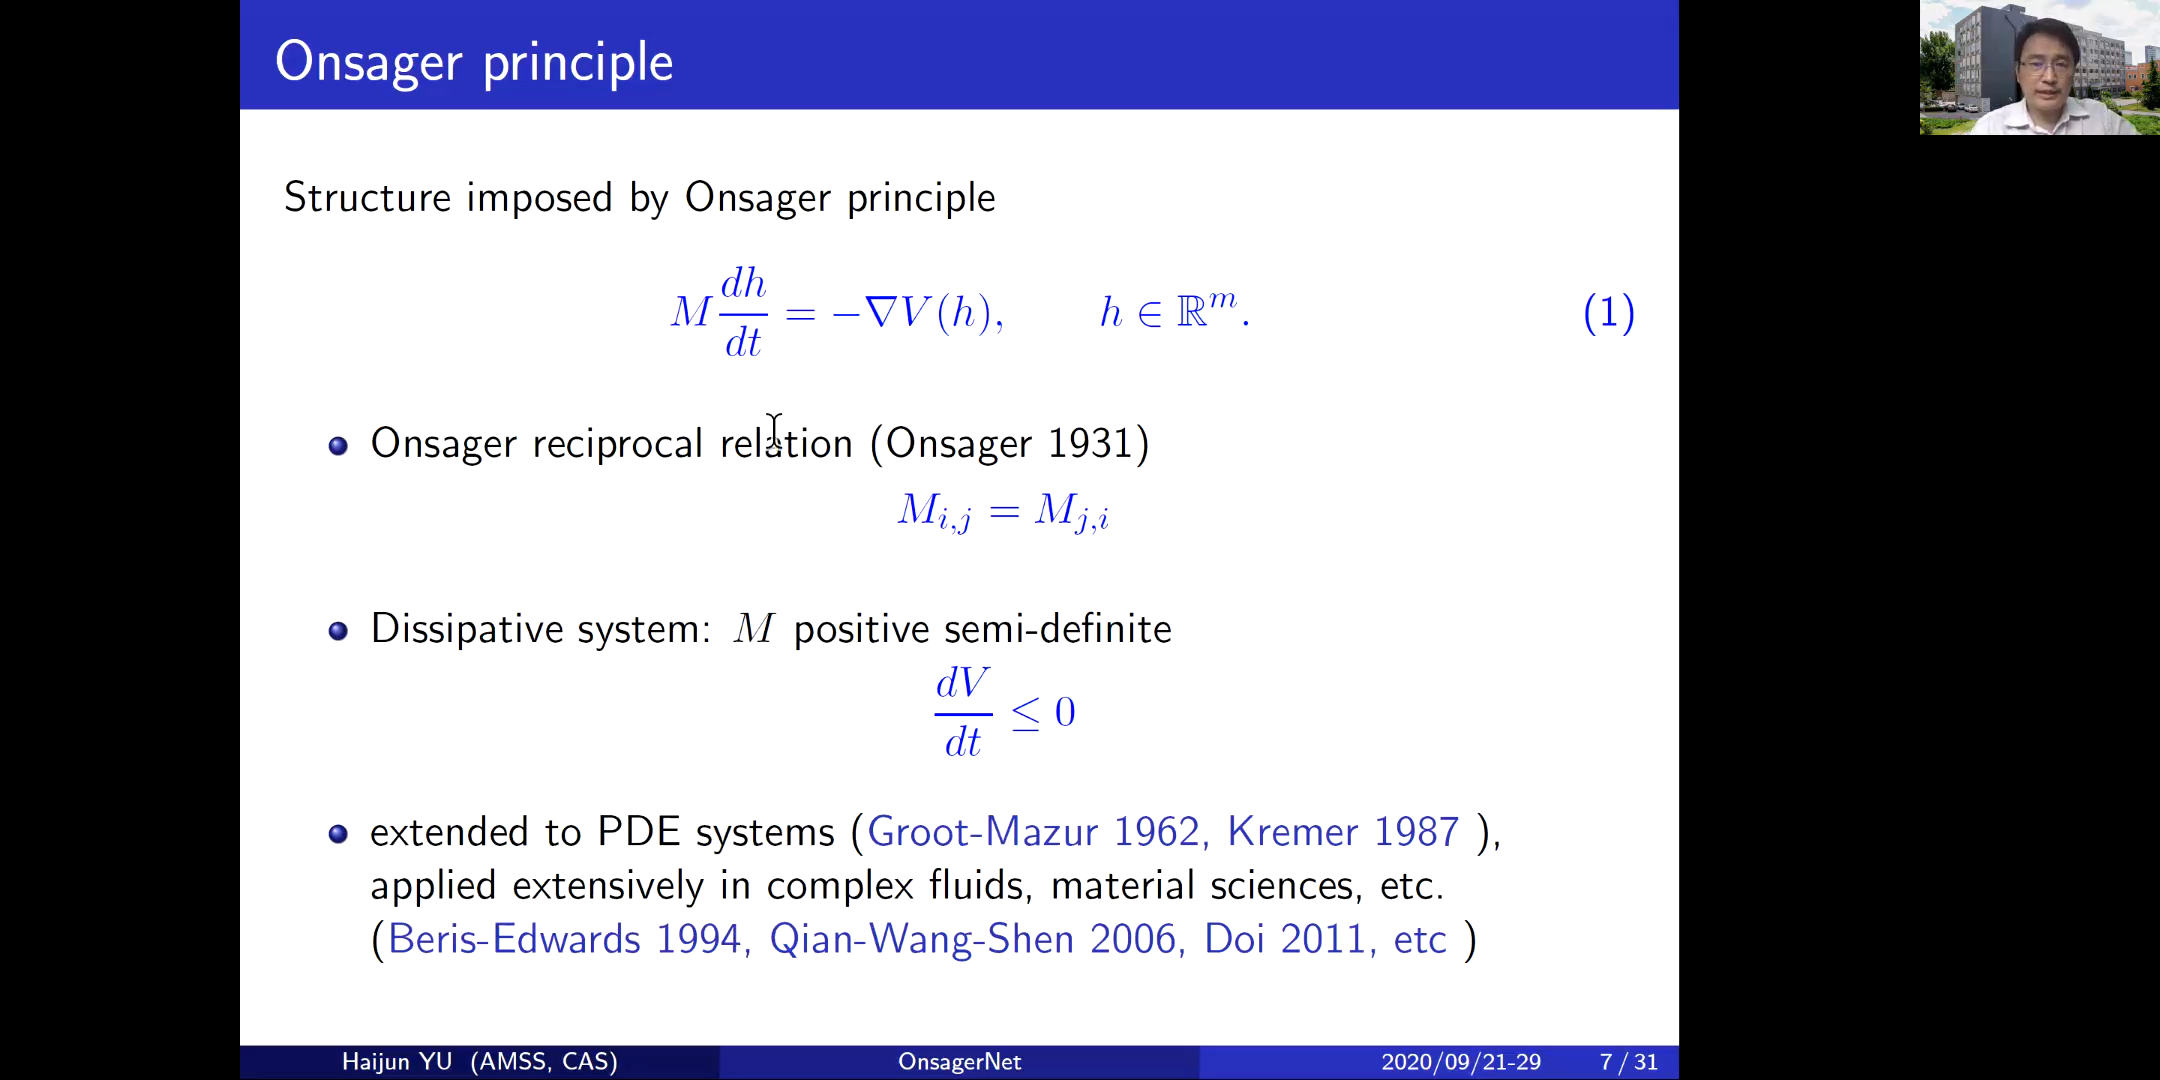 Onsager principle
Structure imposed by Onsager principle
M dh/dt = −∇V(h), h ∈ ℝ^m. (1)
Onsager reciprocal relation (Onsager 1931)
M_{i,j} = M_{j,i}
Dissipative system: M positive semi-definite
dV/dt ≤ 0
extended to PDE systems (Groot-Mazur 1962, Kremer 1987 ),
applied extensively in complex fluids, material sciences, etc.
(Beris-Edwards 1994, Qian-Wang-Shen 2006, Doi 2011, etc )
Haijun YU (AMSS, CAS) OnsagerNet 2020/09/21-29 7 / 31